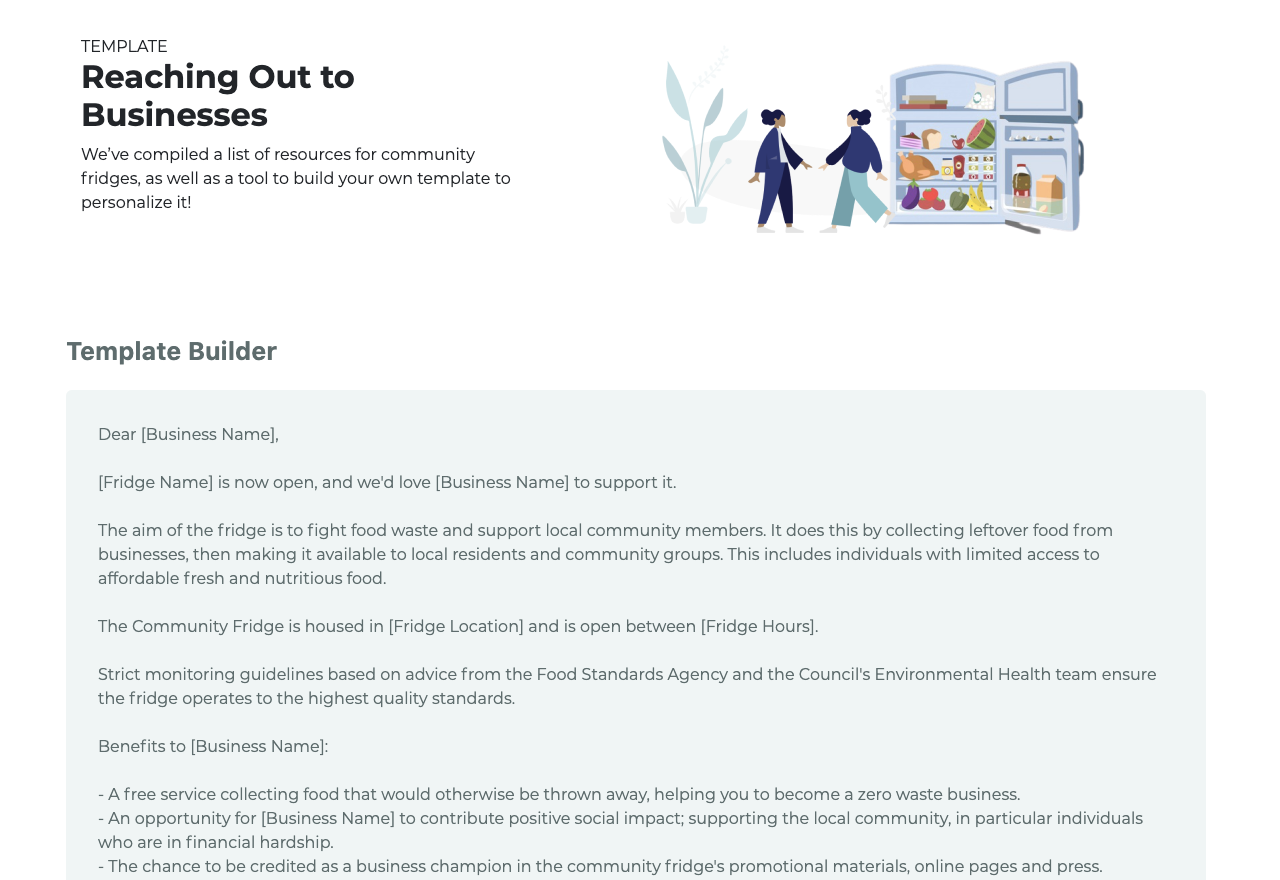 TEMPLATE
Reaching Out to
Businesses
We’ve compiled a list of resources for community
fridges, as well as a tool to build your own template to
personalize it!
Template Builder
Dear [Business Name],
[Fridge Name] is now open, and we'd love [Business Name] to support it.
The aim of the fridge is to fight food waste and support local community members. It does this by collecting leftover food from
businesses, then making it available to local residents and community groups. This includes individuals with limited access to
affordable fresh and nutritious food.
The Community Fridge is housed in [Fridge Location] and is open between [Fridge Hours].
Strict monitoring guidelines based on advice from the Food Standards Agency and the Council's Environmental Health team ensure
the fridge operates to the highest quality standards.
Benefits to [Business Name]:
- A free service collecting food that would otherwise be thrown away, helping you to become a zero waste business.
- An opportunity for [Business Name] to contribute positive social impact; supporting the local community, in particular individuals
who are in financial hardship.
- The chance to be credited as a business champion in the community fridge's promotional materials, online pages and press.